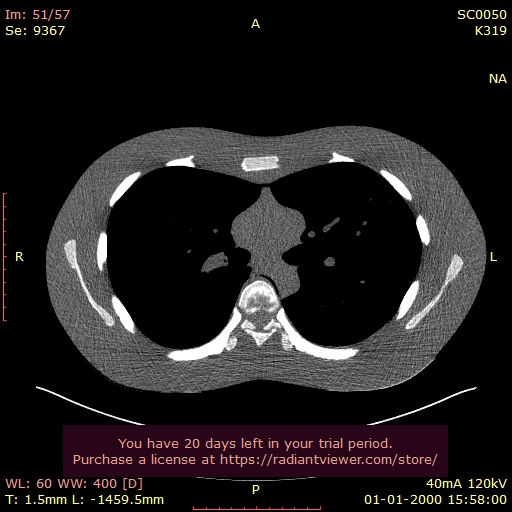 Im: 51/57
Se: 9367
A
SC0050
K319
NA
R
L
You have 20 days left in your trial period.
Purchase a license at https://radiantviewer.com/store/
WL: 60 WW: 400 [D]
T: 1.5mm L: -1459.5mm
P
40mA 120kV
01-01-2000 15:58:00